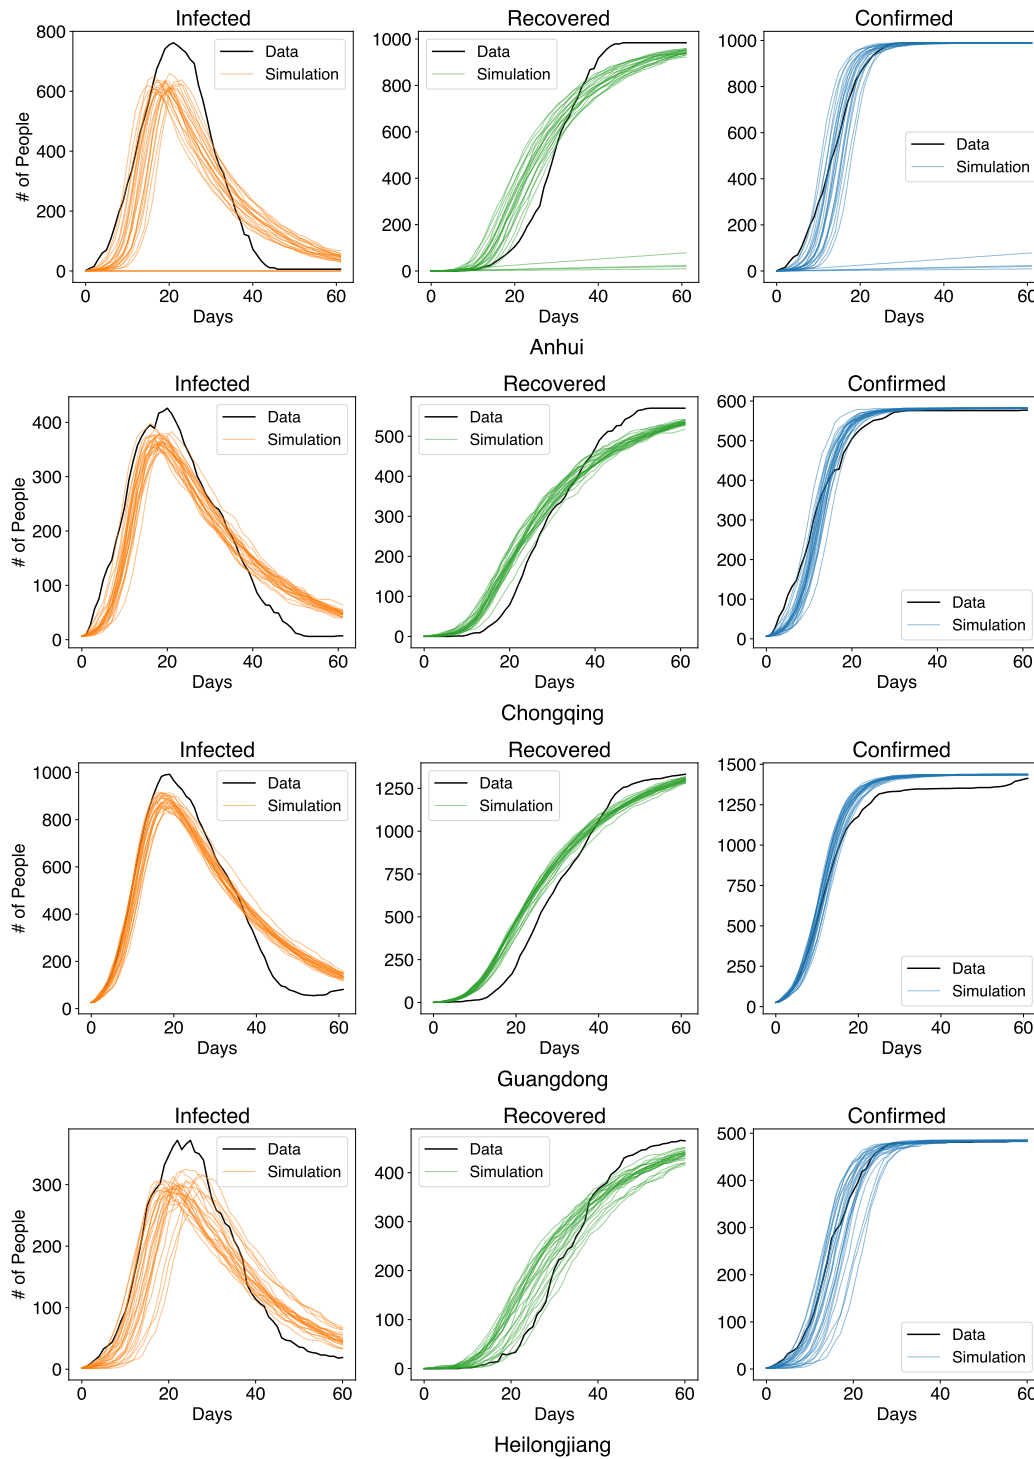 Infected
Recovered
Confirmed
800
600
400
200
0
# of People
Data
Simulation
0
20
40
60
Days
1000
800
600
400
200
0
Data
Simulation
0
20
40
60
Days
1000
800
600
400
200
0
Data
Simulation
0
20
40
60
Days
Anhui
Infected
Recovered
Confirmed
400
300
200
100
0
# of People
Data
Simulation
0
20
40
60
Days
500
400
300
200
100
0
Data
Simulation
0
20
40
60
Days
600
500
400
300
200
100
0
Data
Simulation
0
20
40
60
Days
Chongqing
Infected
Recovered
Confirmed
1000
800
600
400
200
0
# of People
Data
Simulation
0
20
40
60
Days
1250
1000
750
500
250
0
Data
Simulation
0
20
40
60
Days
1500
1250
1000
750
500
250
0
Data
Simulation
0
20
40
60
Days
Guangdong
Infected
Recovered
Confirmed
300
200
100
0
# of People
Data
Simulation
0
20
40
60
Days
400
300
200
100
0
Data
Simulation
0
20
40
60
Days
500
400
300
200
100
0
Data
Simulation
0
20
40
60
Days
Heilongjiang